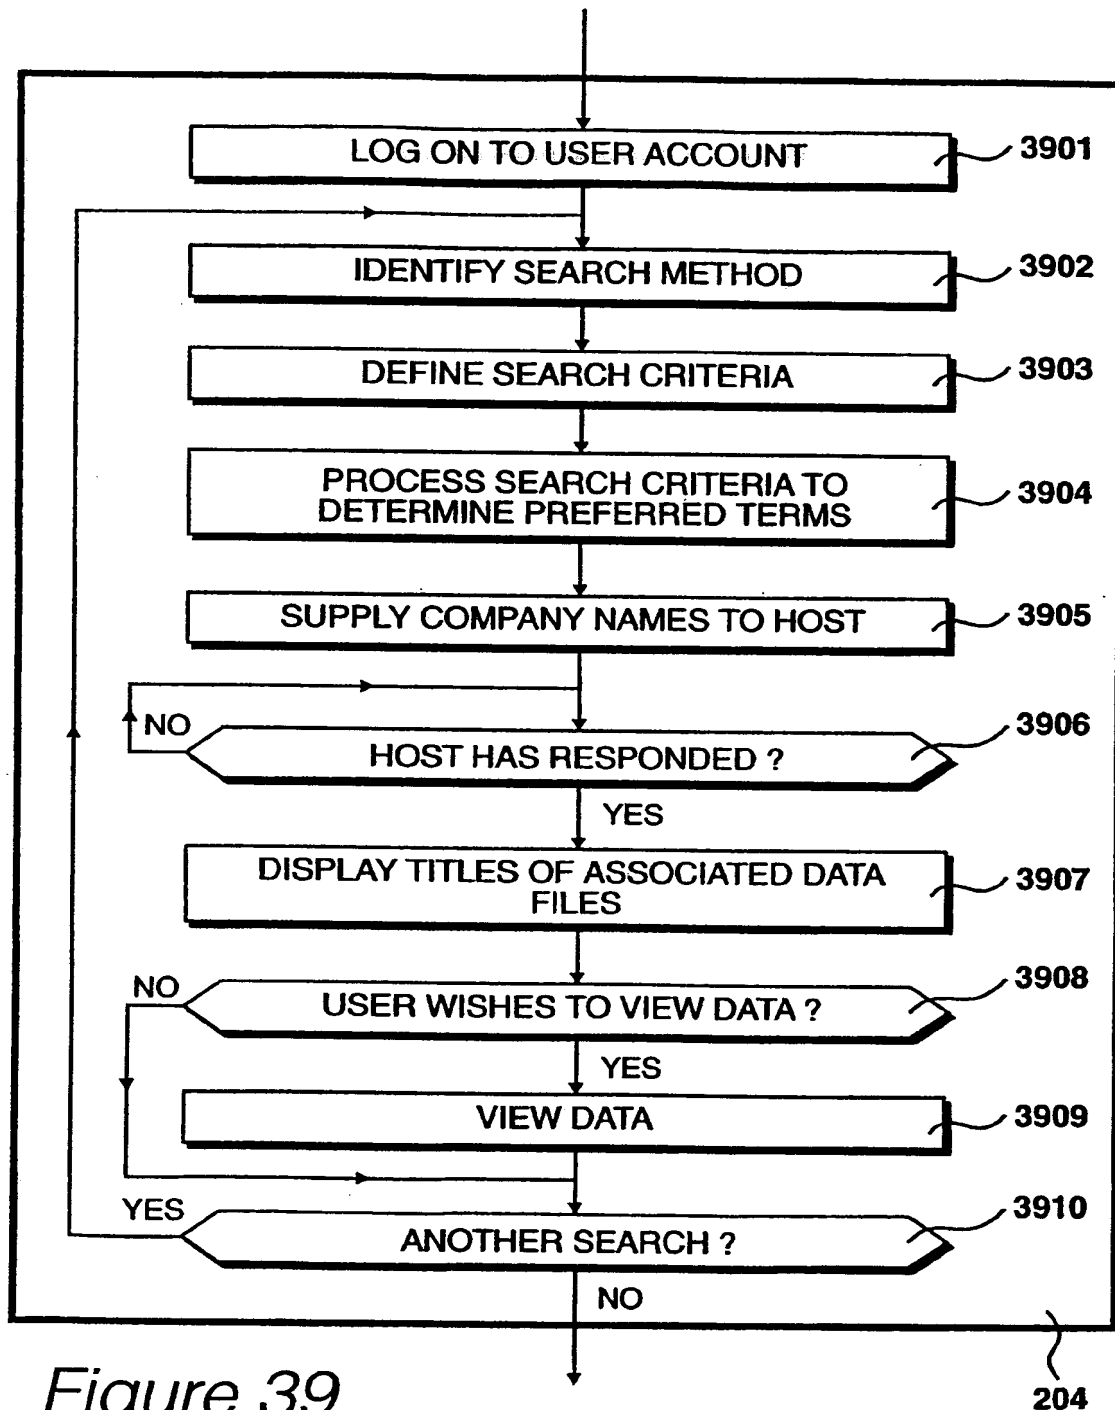 LOG ON TO USER ACCOUNT
3901
IDENTIFY SEARCH METHOD
3902
DEFINE SEARCH CRITERIA
3903
PROCESS SEARCH CRITERIA TO
DETERMINE PREFERRED TERMS
3904
SUPPLY COMPANY NAMES TO HOST
3905
NO
HOST HAS RESPONDED ?
3906
YES
DISPLAY TITLES OF ASSOCIATED DATA
FILES
3907
NO
USER WISHES TO VIEW DATA ?
3908
YES
VIEW DATA
3909
YES
ANOTHER SEARCH ?
3910
NO
204
Figure 39